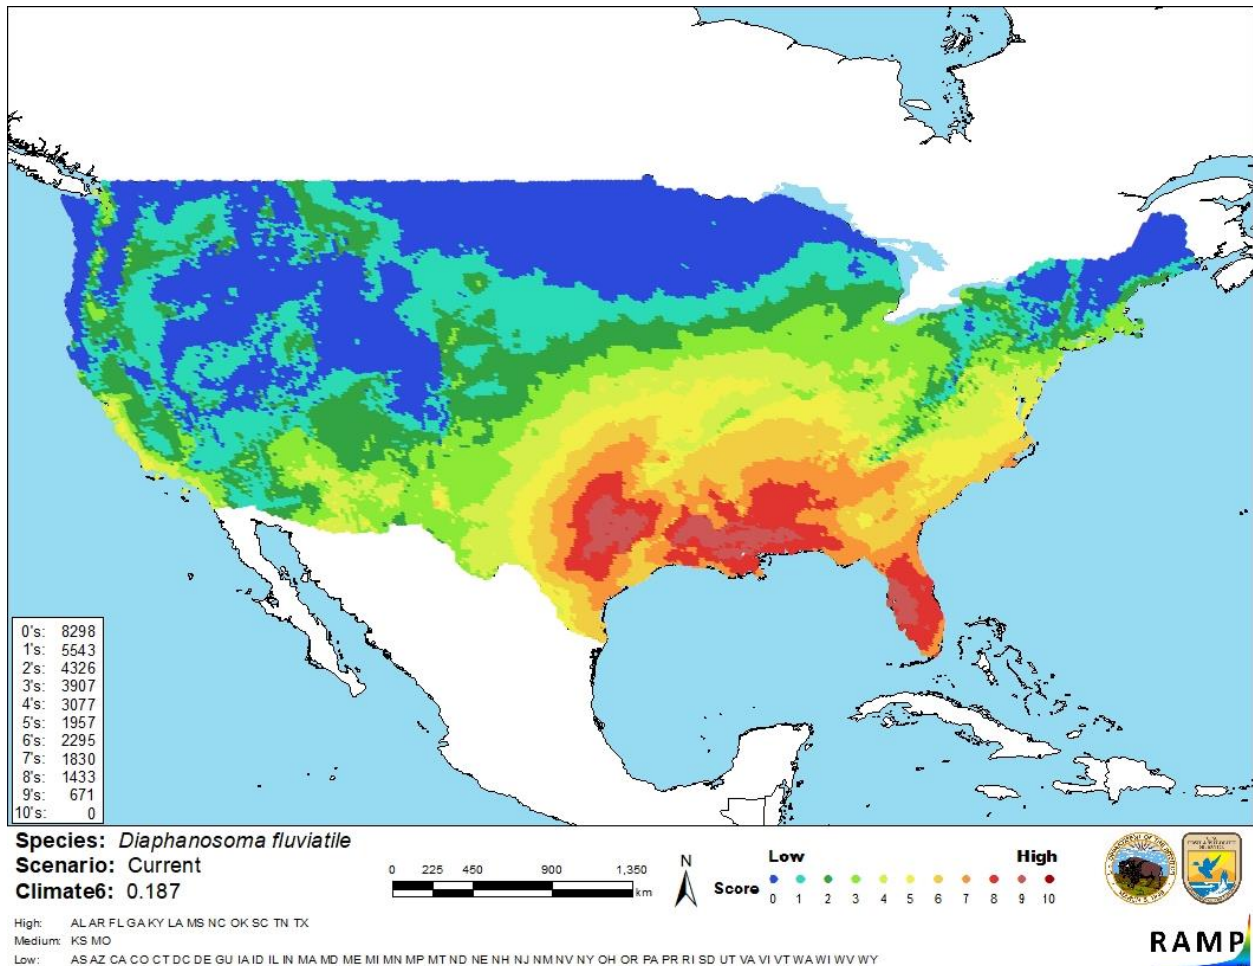 0's: 8298
1's: 5543
2's: 4326
3's: 3907
4's: 3077
5's: 1957
6's: 2295
7's: 1830
8's: 1433
9's: 671
10's: 0
Species: Diaphanosoma fluviatile
Scenario: Current
Climate6: 0.187
0 225 450 900 1,350
km
N
Low High
Score 0 1 2 3 4 5 6 7 8 9 10
High: AL AR FL GA KY LA MS NC OK SC TN TX
Medium: KS MO
Low: AS AZ CA CO CT DC DE GU IA ID IL IN MA MD ME MI MN MP MT ND NE NH NJ NM NV NY OH OR PA PR RI SD UT VA VI VT WA WI WV WY
RAMP